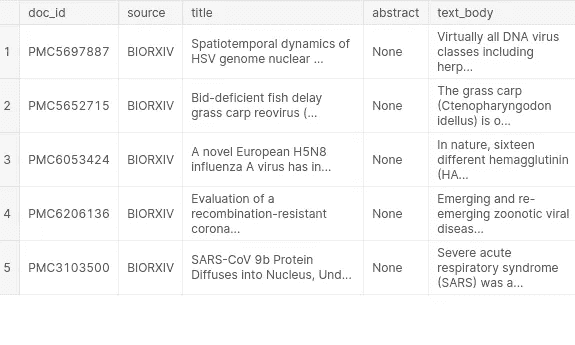 doc_id source title abstract text_body
1 PMC5697887 BIORXIV Spatiotemporal dynamics of HSV genome nuclear ... None Virtually all DNA virus classes including herp...
2 PMC5652715 BIORXIV Bid-deficient fish delay grass carp reovirus (... None The grass carp (Ctenopharyngodon idellus) is o...
3 PMC6053424 BIORXIV A novel European H5N8 influenza A virus has in... None In nature, sixteen different hemagglutinin (HA...
4 PMC6206136 BIORXIV Evaluation of a recombination-resistant corona... None Emerging and re-emerging zoonotic viral diseas...
5 PMC3103500 BIORXIV SARS-CoV 9b Protein Diffuses into Nucleus, Und... None Severe acute respiratory syndrome (SARS) was a...